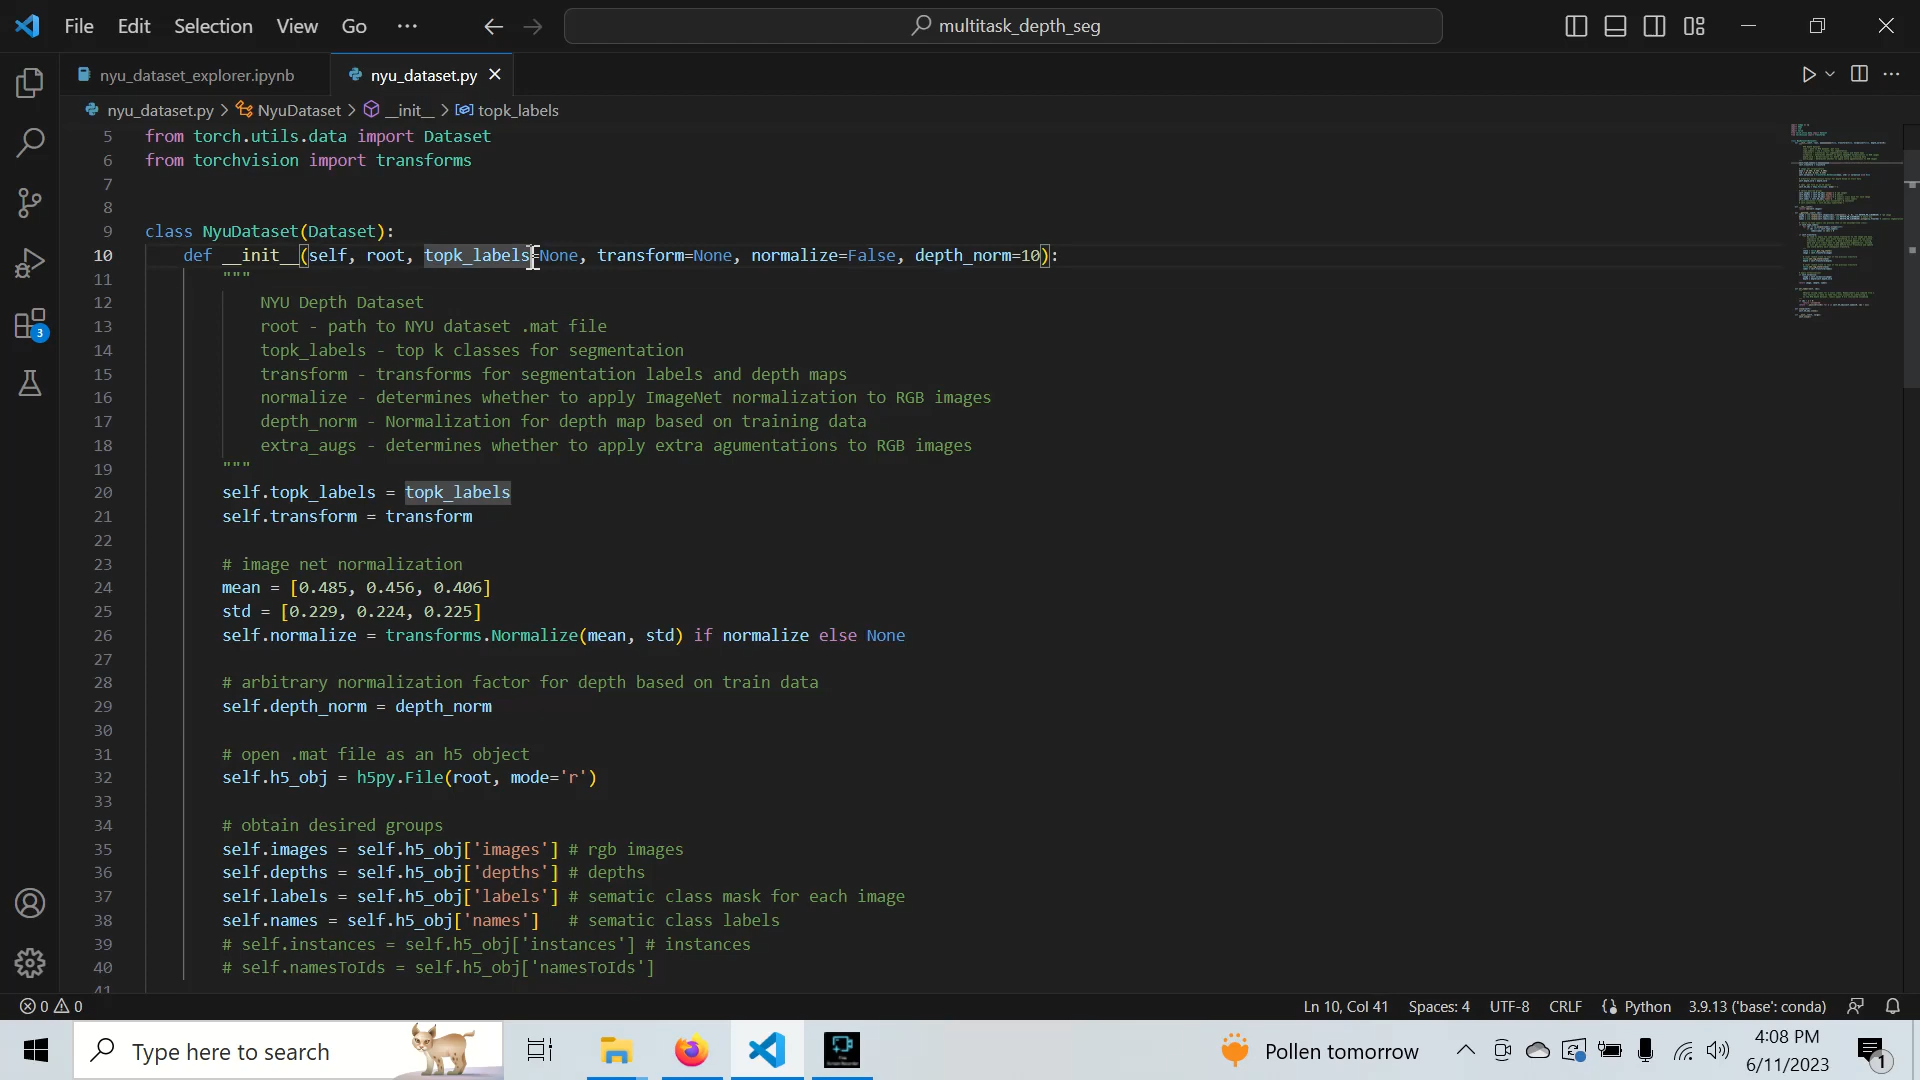 File Edit Selection View Go ··· multitask_depth_seg
nyu_dataset_explorer.ipynb nyu_dataset.py
nyu_dataset.py > NyuDataset > __init__ > topk_labels
5 from torch.utils.data import Dataset
6 from torchvision import transforms
7
8
9 class NyuDataset(Dataset):
10 def __init__(self, root, topk_labels=None, transform=None, normalize=False, depth_norm=10):
11 """
12 NYU Depth Dataset
13 root - path to NYU dataset .mat file
14 topk_labels - top k classes for segmentation
15 transform - transforms for segmentation labels and depth maps
16 normalize - determines whether to apply ImageNet normalization to RGB images
17 depth_norm - Normalization for depth map based on training data
18 extra_augs - determines whether to apply extra agumentations to RGB images
19 """
20 self.topk_labels = topk_labels
21 self.transform = transform
22
23 # image net normalization
24 mean = [0.485, 0.456, 0.406]
25 std = [0.229, 0.224, 0.225]
26 self.normalize = transforms.Normalize(mean, std) if normalize else None
27
28 # arbitrary normalization factor for depth based on train data
29 self.depth_norm = depth_norm
30
31 # open .mat file as an h5 object
32 self.h5_obj = h5py.File(root, mode='r')
33
34 # obtain desired groups
35 self.images = self.h5_obj['images'] # rgb images
36 self.depths = self.h5_obj['depths'] # depths
37 self.labels = self.h5_obj['labels'] # sematic class mask for each image
38 self.names = self.h5_obj['names'] # sematic class labels
39 # self.instances = self.h5_obj['instances'] # instances
40 # self.namesToIds = self.h5_obj['namesToIds']
41
3
0 0 Ln 10, Col 41 Spaces: 4 UTF-8 CRLF Python 3.9.13 ('base': conda)
Type here to search Pollen tomorrow 4:08 PM
6/11/2023 1